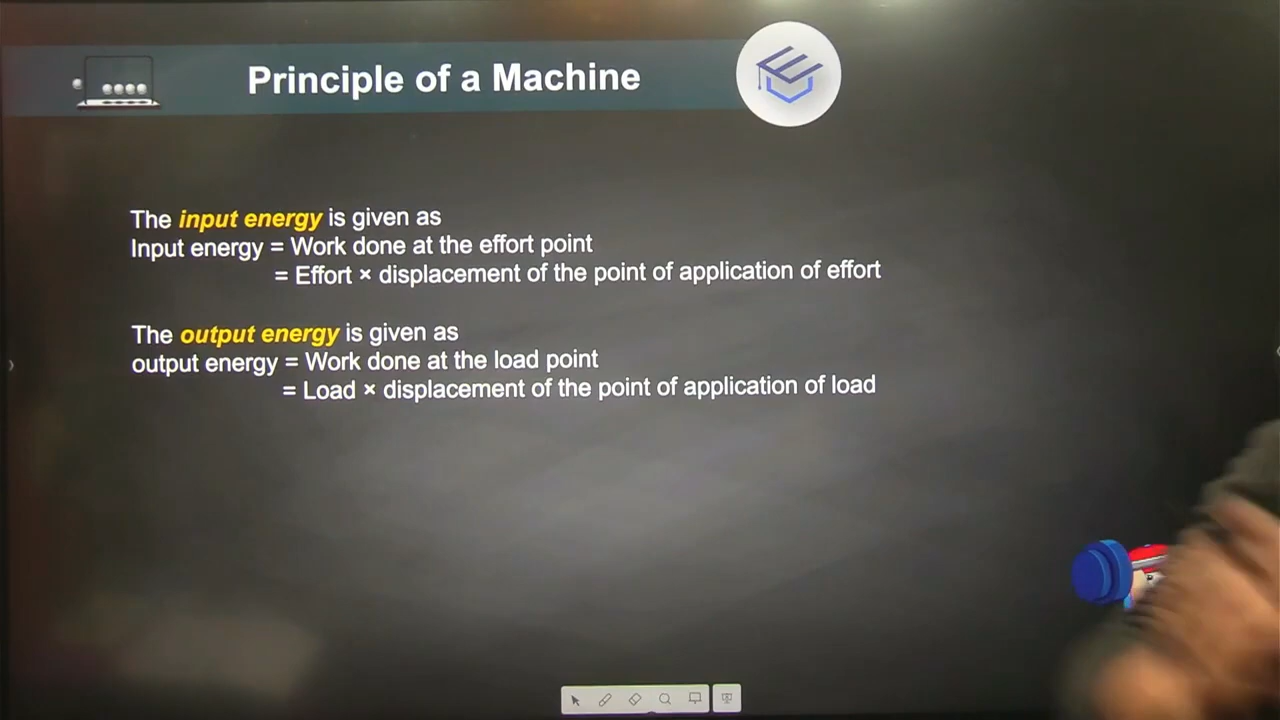 Principle of a Machine
The input energy is given as
Input energy = Work done at the effort point
= Effort × displacement of the point of application of effort
The output energy is given as
output energy = Work done at the load point
= Load × displacement of the point of application of load